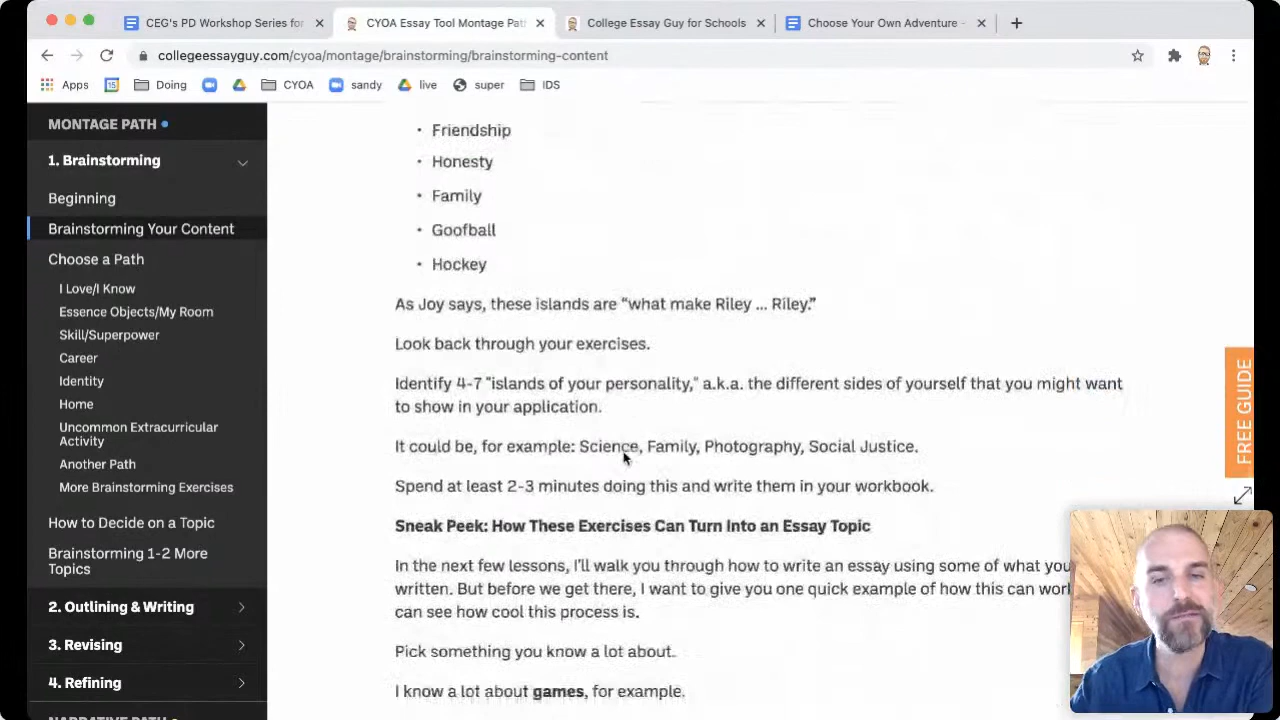 CEG's PD Workshop Series for
CYOA Essay Tool Montage Pat
College Essay Guy for Schools
Choose Your Own Adventure -
collegeessayguy.com/cyoa/montage/brainstorming/brainstorming-content
Apps
Doing
CYOA
sandy
live
super
IDS
MONTAGE PATH
1. Brainstorming
Beginning
Brainstorming Your Content
Choose a Path
I Love/I Know
Essence Objects/My Room
Skill/Superpower
Career
Identity
Home
Uncommon Extracurricular
Activity
Another Path
More Brainstorming Exercises
How to Decide on a Topic
Brainstorming 1-2 More
Topics
2. Outlining & Writing
3. Revising
4. Refining
NARRATIVE PATH
• Friendship
• Honesty
• Family
• Goofball
• Hockey
As Joy says, these islands are “what make Riley ... Riley.”
Look back through your exercises.
Identify 4-7 "islands of your personality," a.k.a. the different sides of yourself that you might want
to show in your application.
It could be, for example: Science, Family, Photography, Social Justice.
Spend at least 2-3 minutes doing this and write them in your workbook.
Sneak Peek: How These Exercises Can Turn Into an Essay Topic
In the next few lessons, I'll walk you through how to write an essay using some of what you
written. But before we get there, I want to give you one quick example of how this can work
can see how cool this process is.
Pick something you know a lot about.
I know a lot about games, for example.
FREE GUIDE